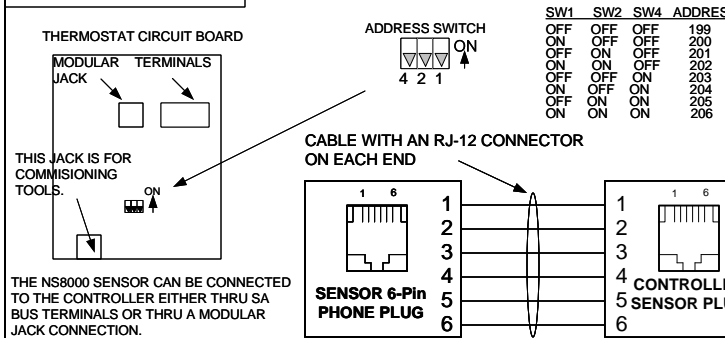 THERMOSTAT CIRCUIT BOARD
MODULAR JACK
TERMINALS
THIS JACK IS FOR
COMMISIONING
TOOLS.
ON
THE NS8000 SENSOR CAN BE CONNECTED
TO THE CONTROLLER EITHER THRU SA
BUS TERMINALS OR THRU A MODULAR
JACK CONNECTION.
ADDRESS SWITCH
ON
4 2 1
SW1 SW2 SW4 ADDRES
OFF OFF OFF 199
ON OFF OFF 200
OFF ON OFF 201
ON ON OFF 202
OFF OFF ON 203
ON OFF ON 204
OFF ON ON 205
ON ON ON 206
CABLE WITH AN RJ-12 CONNECTOR
ON EACH END
1 6
SENSOR 6-Pin
PHONE PLUG
1
2
3
4
5
6
1
2
3
4
5
6
1 6
CONTROLLE
SENSOR PLU